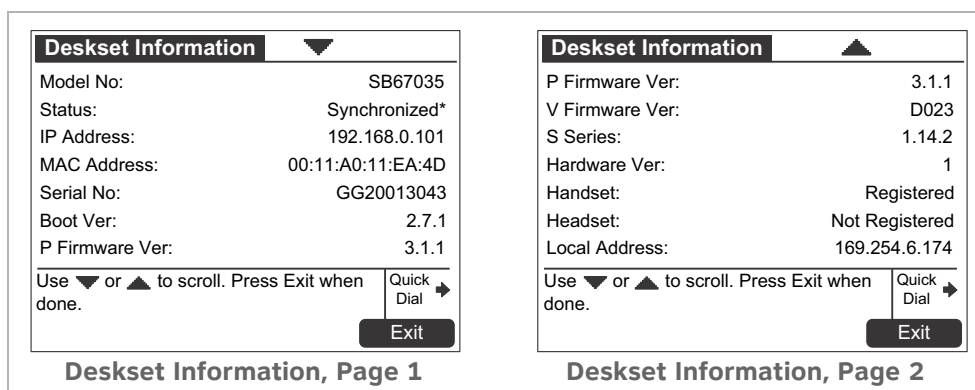 Deskset Information
Model No: SB67035
Status: Synchronized*
IP Address: 192.168.0.101
MAC Address: 00:11:A0:11:EA:4D
Serial No: GG20013043
Boot Ver: 2.7.1
P Firmware Ver: 3.1.1
Use or to scroll. Press Exit when
done.
Quick
Dial
Exit
Deskset Information, Page 1
Deskset Information
P Firmware Ver: 3.1.1
V Firmware Ver: D023
S Series: 1.14.2
Hardware Ver: 1
Handset: Registered
Headset: Not Registered
Local Address: 169.254.6.174
Use or to scroll. Press Exit when
done.
Quick
Dial
Exit
Deskset Information, Page 2